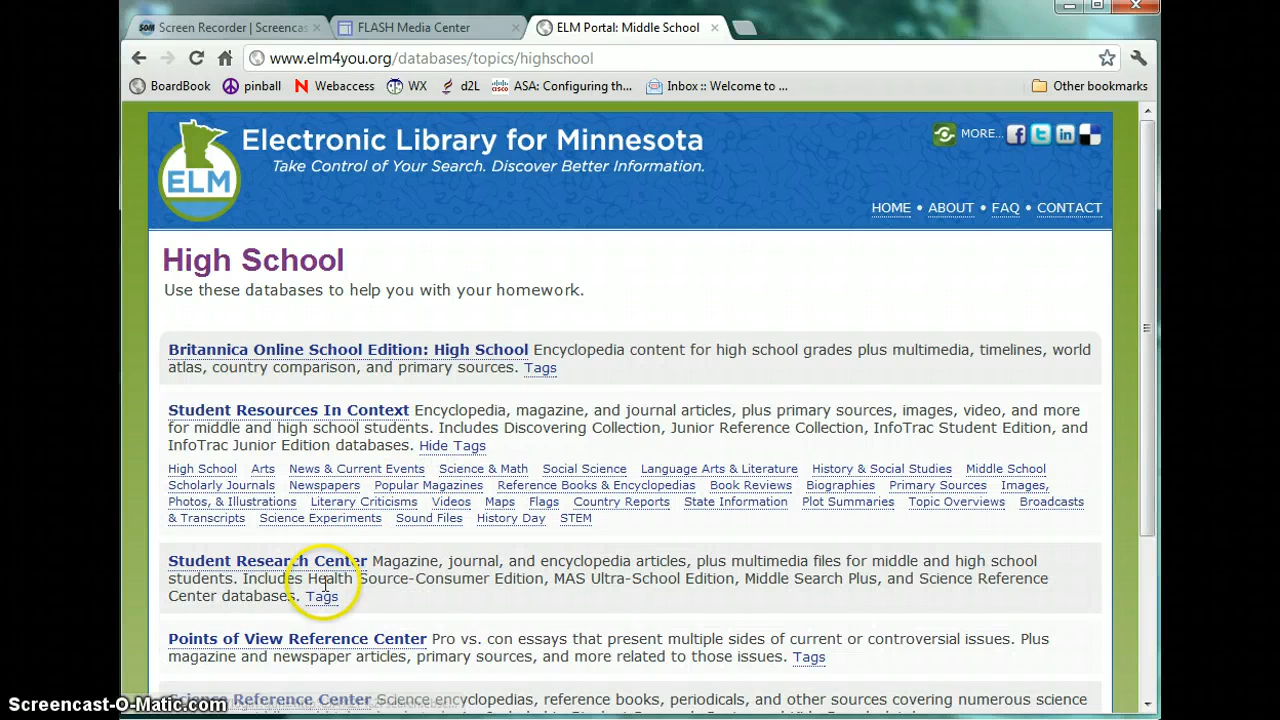 Screen Recorder | Screencas
FLASH Media Center
ELM Portal: Middle School
www.elm4you.org/databases/topics/highschool
BoardBook pinball Webaccess WX d2L ASA: Configuring th... Inbox :: Welcome to ... Other bookmarks
Electronic Library for Minnesota
Take Control of Your Search. Discover Better Information.
ELM
MORE...
HOME • ABOUT • FAQ • CONTACT
High School
Use these databases to help you with your homework.
Britannica Online School Edition: High School Encyclopedia content for high school grades plus multimedia, timelines, world
atlas, country comparison, and primary sources. Tags
Student Resources In Context Encyclopedia, magazine, and journal articles, plus primary sources, images, video, and more
for middle and high school students. Includes Discovering Collection, Junior Reference Collection, InfoTrac Student Edition, and
InfoTrac Junior Edition databases. Hide Tags
High School Arts News & Current Events Science & Math Social Science Language Arts & Literature History & Social Studies Middle School
Scholarly Journals Newspapers Popular Magazines Reference Books & Encyclopedias Book Reviews Biographies Primary Sources Images,
Photos, & Illustrations Literary Criticisms Videos Maps Flags Country Reports State Information Plot Summaries Topic Overviews Broadcasts
& Transcripts Science Experiments Sound Files History Day STEM
Student Research Center Magazine, journal, and encyclopedia articles, plus multimedia files for middle and high school
students. Includes Health Source-Consumer Edition, MAS Ultra-School Edition, Middle Search Plus, and Science Reference
Center databases. Tags
Points of View Reference Center Pro vs. con essays that present multiple sides of current or controversial issues. Plus
magazine and newspaper articles, primary sources, and more related to those issues. Tags
Science Reference Center Science encyclopedias, reference books, periodicals, and other sources covering numerous science
Screencast-O-Matic.com